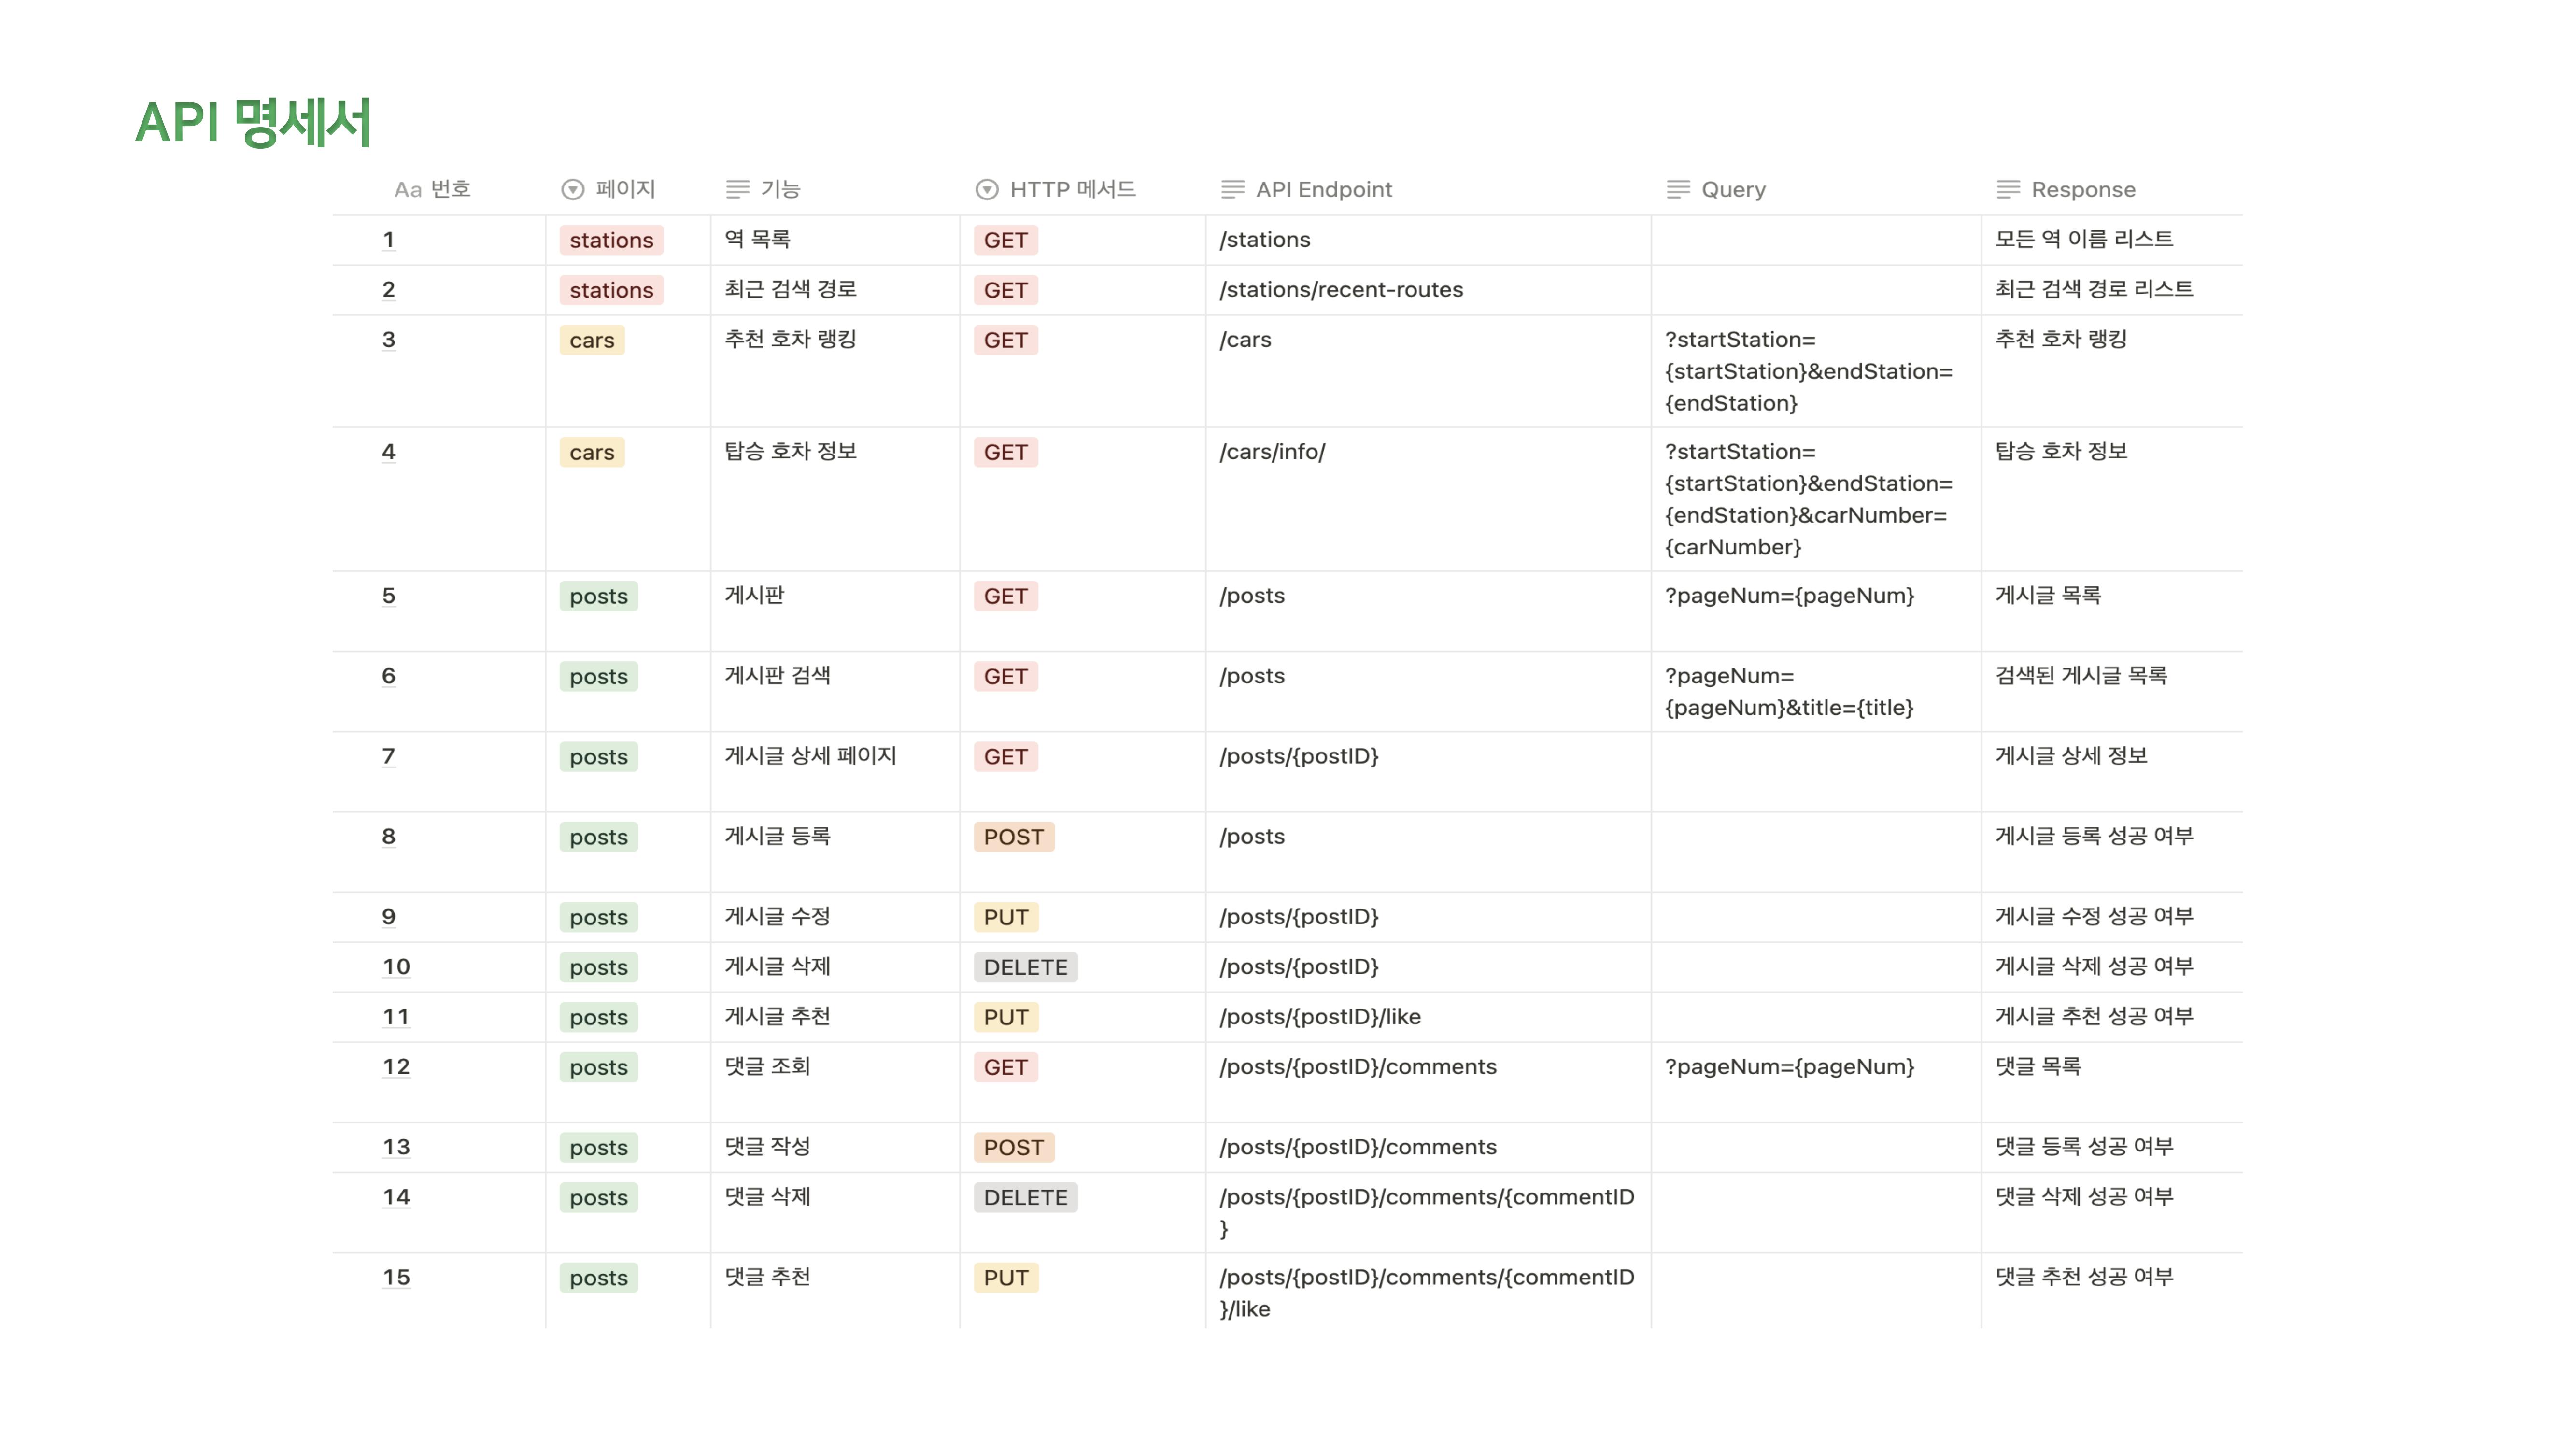 API 명세서
Aa 번호 페이지 기능 HTTP 메서드 API Endpoint Query Response
1 stations 역 목록 GET /stations 모든 역 이름 리스트
2 stations 최근 검색 경로 GET /stations/recent-routes 최근 검색 경로 리스트
3 cars 추천 호차 랭킹 GET /cars ?startStation= 추천 호차 랭킹
{startStation}&endStation=
{endStation}
4 cars 탑승 호차 정보 GET /cars/info/ ?startStation= 탑승 호차 정보
{startStation}&endStation=
{endStation}&carNumber=
{carNumber}
5 posts 게시판 GET /posts ?pageNum={pageNum} 게시글 목록
6 posts 게시판 검색 GET /posts ?pageNum= 검색된 게시글 목록
{pageNum}&title={title}
7 posts 게시글 상세 페이지 GET /posts/{postID} 게시글 상세 정보
8 posts 게시글 등록 POST /posts 게시글 등록 성공 여부
9 posts 게시글 수정 PUT /posts/{postID} 게시글 수정 성공 여부
10 posts 게시글 삭제 DELETE /posts/{postID} 게시글 삭제 성공 여부
11 posts 게시글 추천 PUT /posts/{postID}/like 게시글 추천 성공 여부
12 posts 댓글 조회 GET /posts/{postID}/comments ?pageNum={pageNum} 댓글 목록
13 posts 댓글 작성 POST /posts/{postID}/comments 댓글 등록 성공 여부
14 posts 댓글 삭제 DELETE /posts/{postID}/comments/{commentID 댓글 삭제 성공 여부
}
15 posts 댓글 추천 PUT /posts/{postID}/comments/{commentID 댓글 추천 성공 여부
}/like